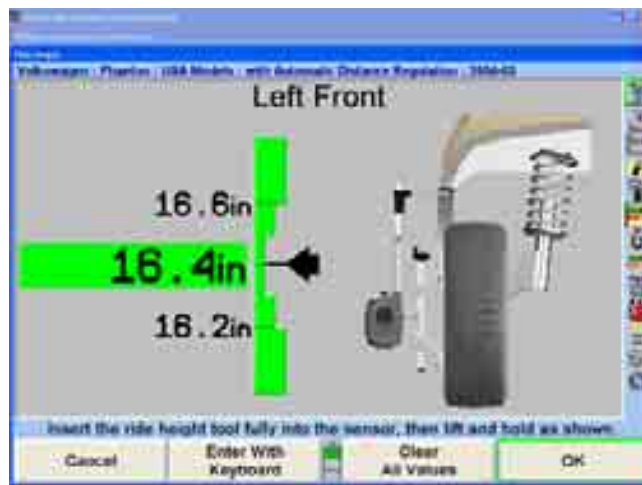 Volkswagen : Phaeton : USA Models : with Automatic Distance Regulation : 2004-05
Left Front
16.6in
16.4in
16.2in
Insert the ride height tool fully into the sensor, then lift and hold as shown.
Cancel
Enter With
Keyboard
Clear
All Values
OK